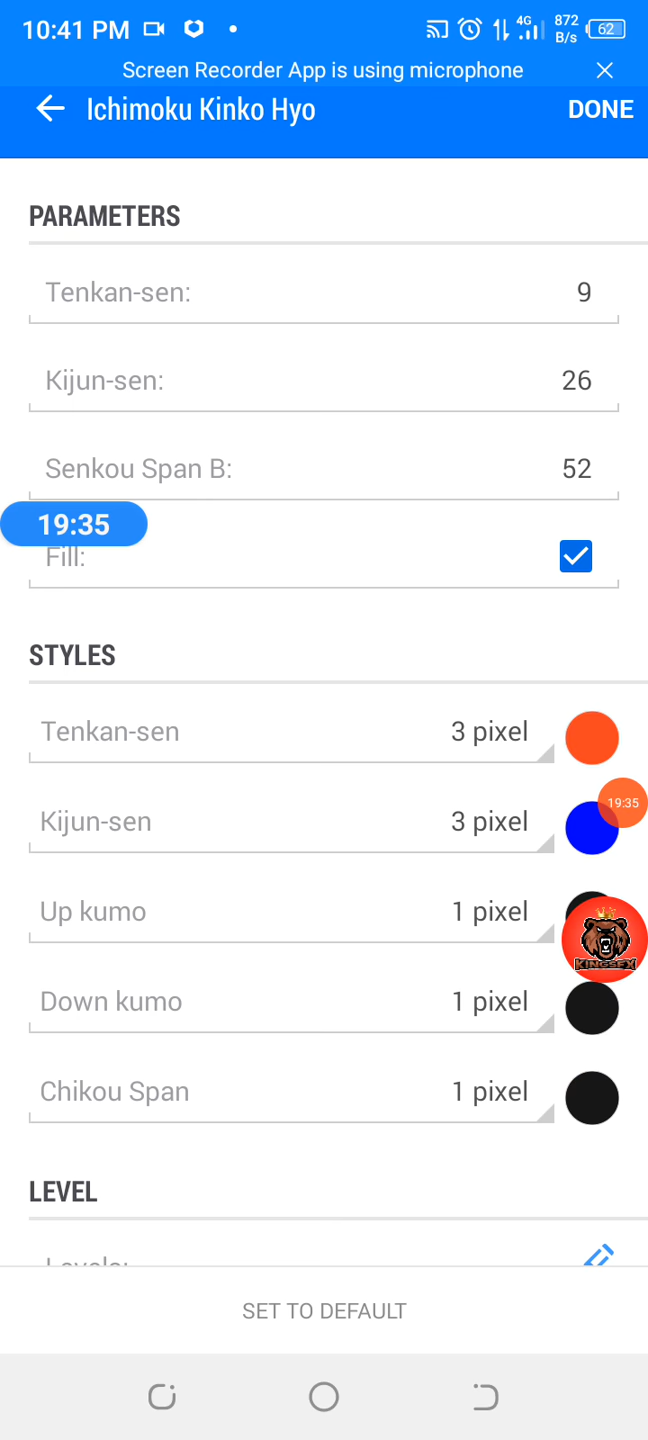 10:41 PM 4G 872 B/s 62
Screen Recorder App is using microphone
Ichimoku Kinko Hyo DONE
PARAMETERS
Tenkan-sen: 9
Kijun-sen: 26
Senkou Span B: 52
19:35
Fill:
STYLES
Tenkan-sen 3 pixel
19:35
Kijun-sen 3 pixel
Up kumo 1 pixel
KINGSFX
Down kumo 1 pixel
Chikou Span 1 pixel
LEVEL
Levels:
SET TO DEFAULT